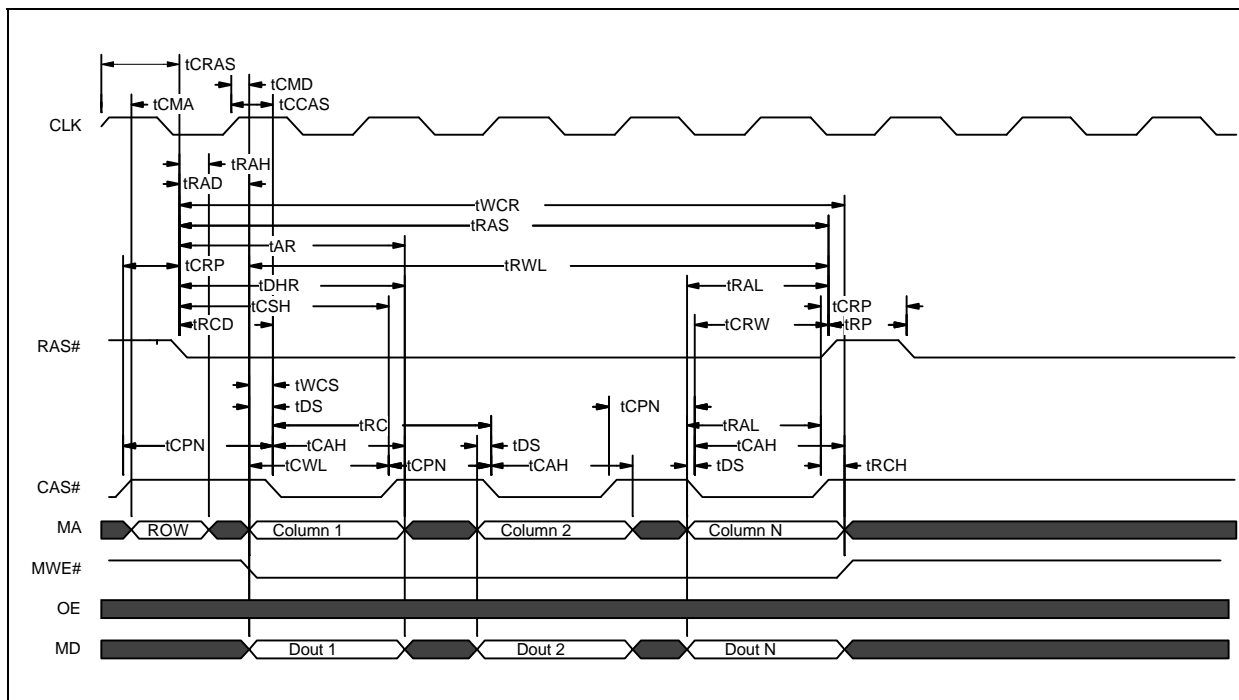 tCRAS
tCMD
tCMA
tCCAS
CLK
tRAH
tRAD
tWCR
tRAS
tAR
tCRP
tRWL
tDHR
tRAL
tCSH
tCRP
tRCD
tCRW
tRP
RAS#
tWCS
tDS
tCPN
tRC
tRAL
tCPN
tCAH
tDS
tCAH
tCWL
tCPN
tCAH
tDS
tRCH
CAS#
MA
ROW
Column 1
Column 2
Column N
MWE#
OE
MD
Dout 1
Dout 2
Dout N